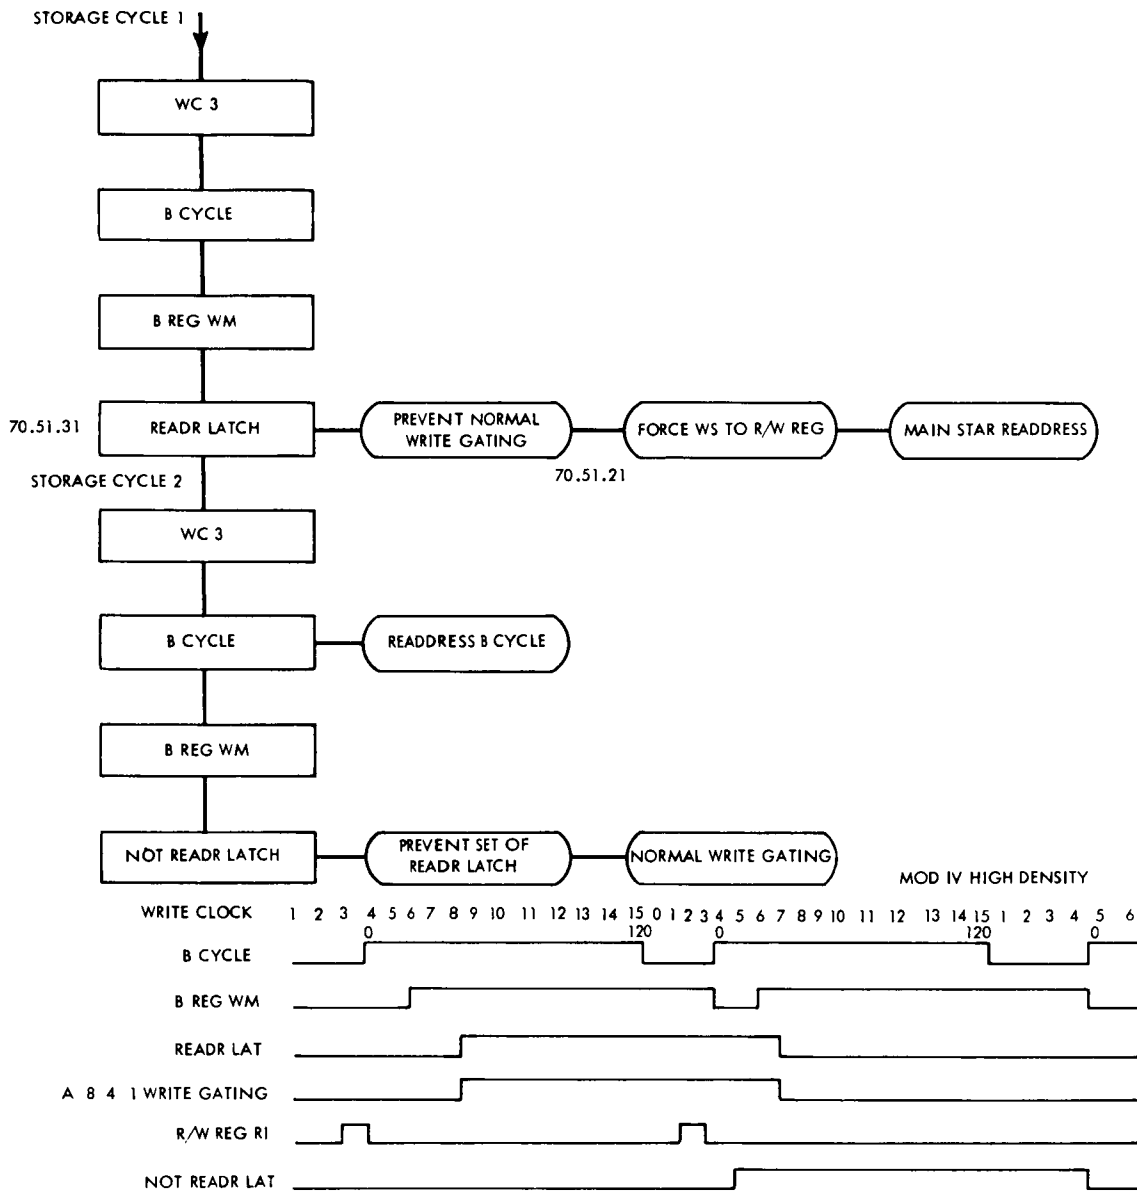 STORAGE CYCLE 1
WC 3
B CYCLE
B REG WM
70.51.31
READR LATCH
PREVENT NORMAL
WRITE GATING
FORCE WS TO R/W REG
MAIN STAR READDRESS
70.51.21
STORAGE CYCLE 2
WC 3
B CYCLE
READDRESS B CYCLE
B REG WM
NOT READR LATCH
PREVENT SET OF
READR LATCH
NORMAL WRITE GATING
MOD IV HIGH DENSITY
WRITE CLOCK 1 2 3 4 5 6 7 8 9 10 11 12 13 14 15 0 1 2 3 4 5 6 7 8 9 10 11 12 13 14 15 1 2 3 4 5 6
0 120 0 120 0
B CYCLE
B REG WM
READR LAT
A 8 4 1 WRITE GATING
R/W REG RI
NOT READR LAT